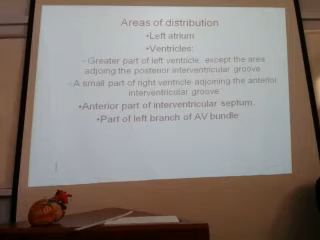 Areas of distribution
•Left atrium
•Ventricles:
- Greater part of left ventricle, except the area
adjoing the posterior interventricular groove
-A small part of right ventricle adjoining the anterior
interventricular groove
•Anterior part of interventricular septum.
•Part of left branch of AV bundle